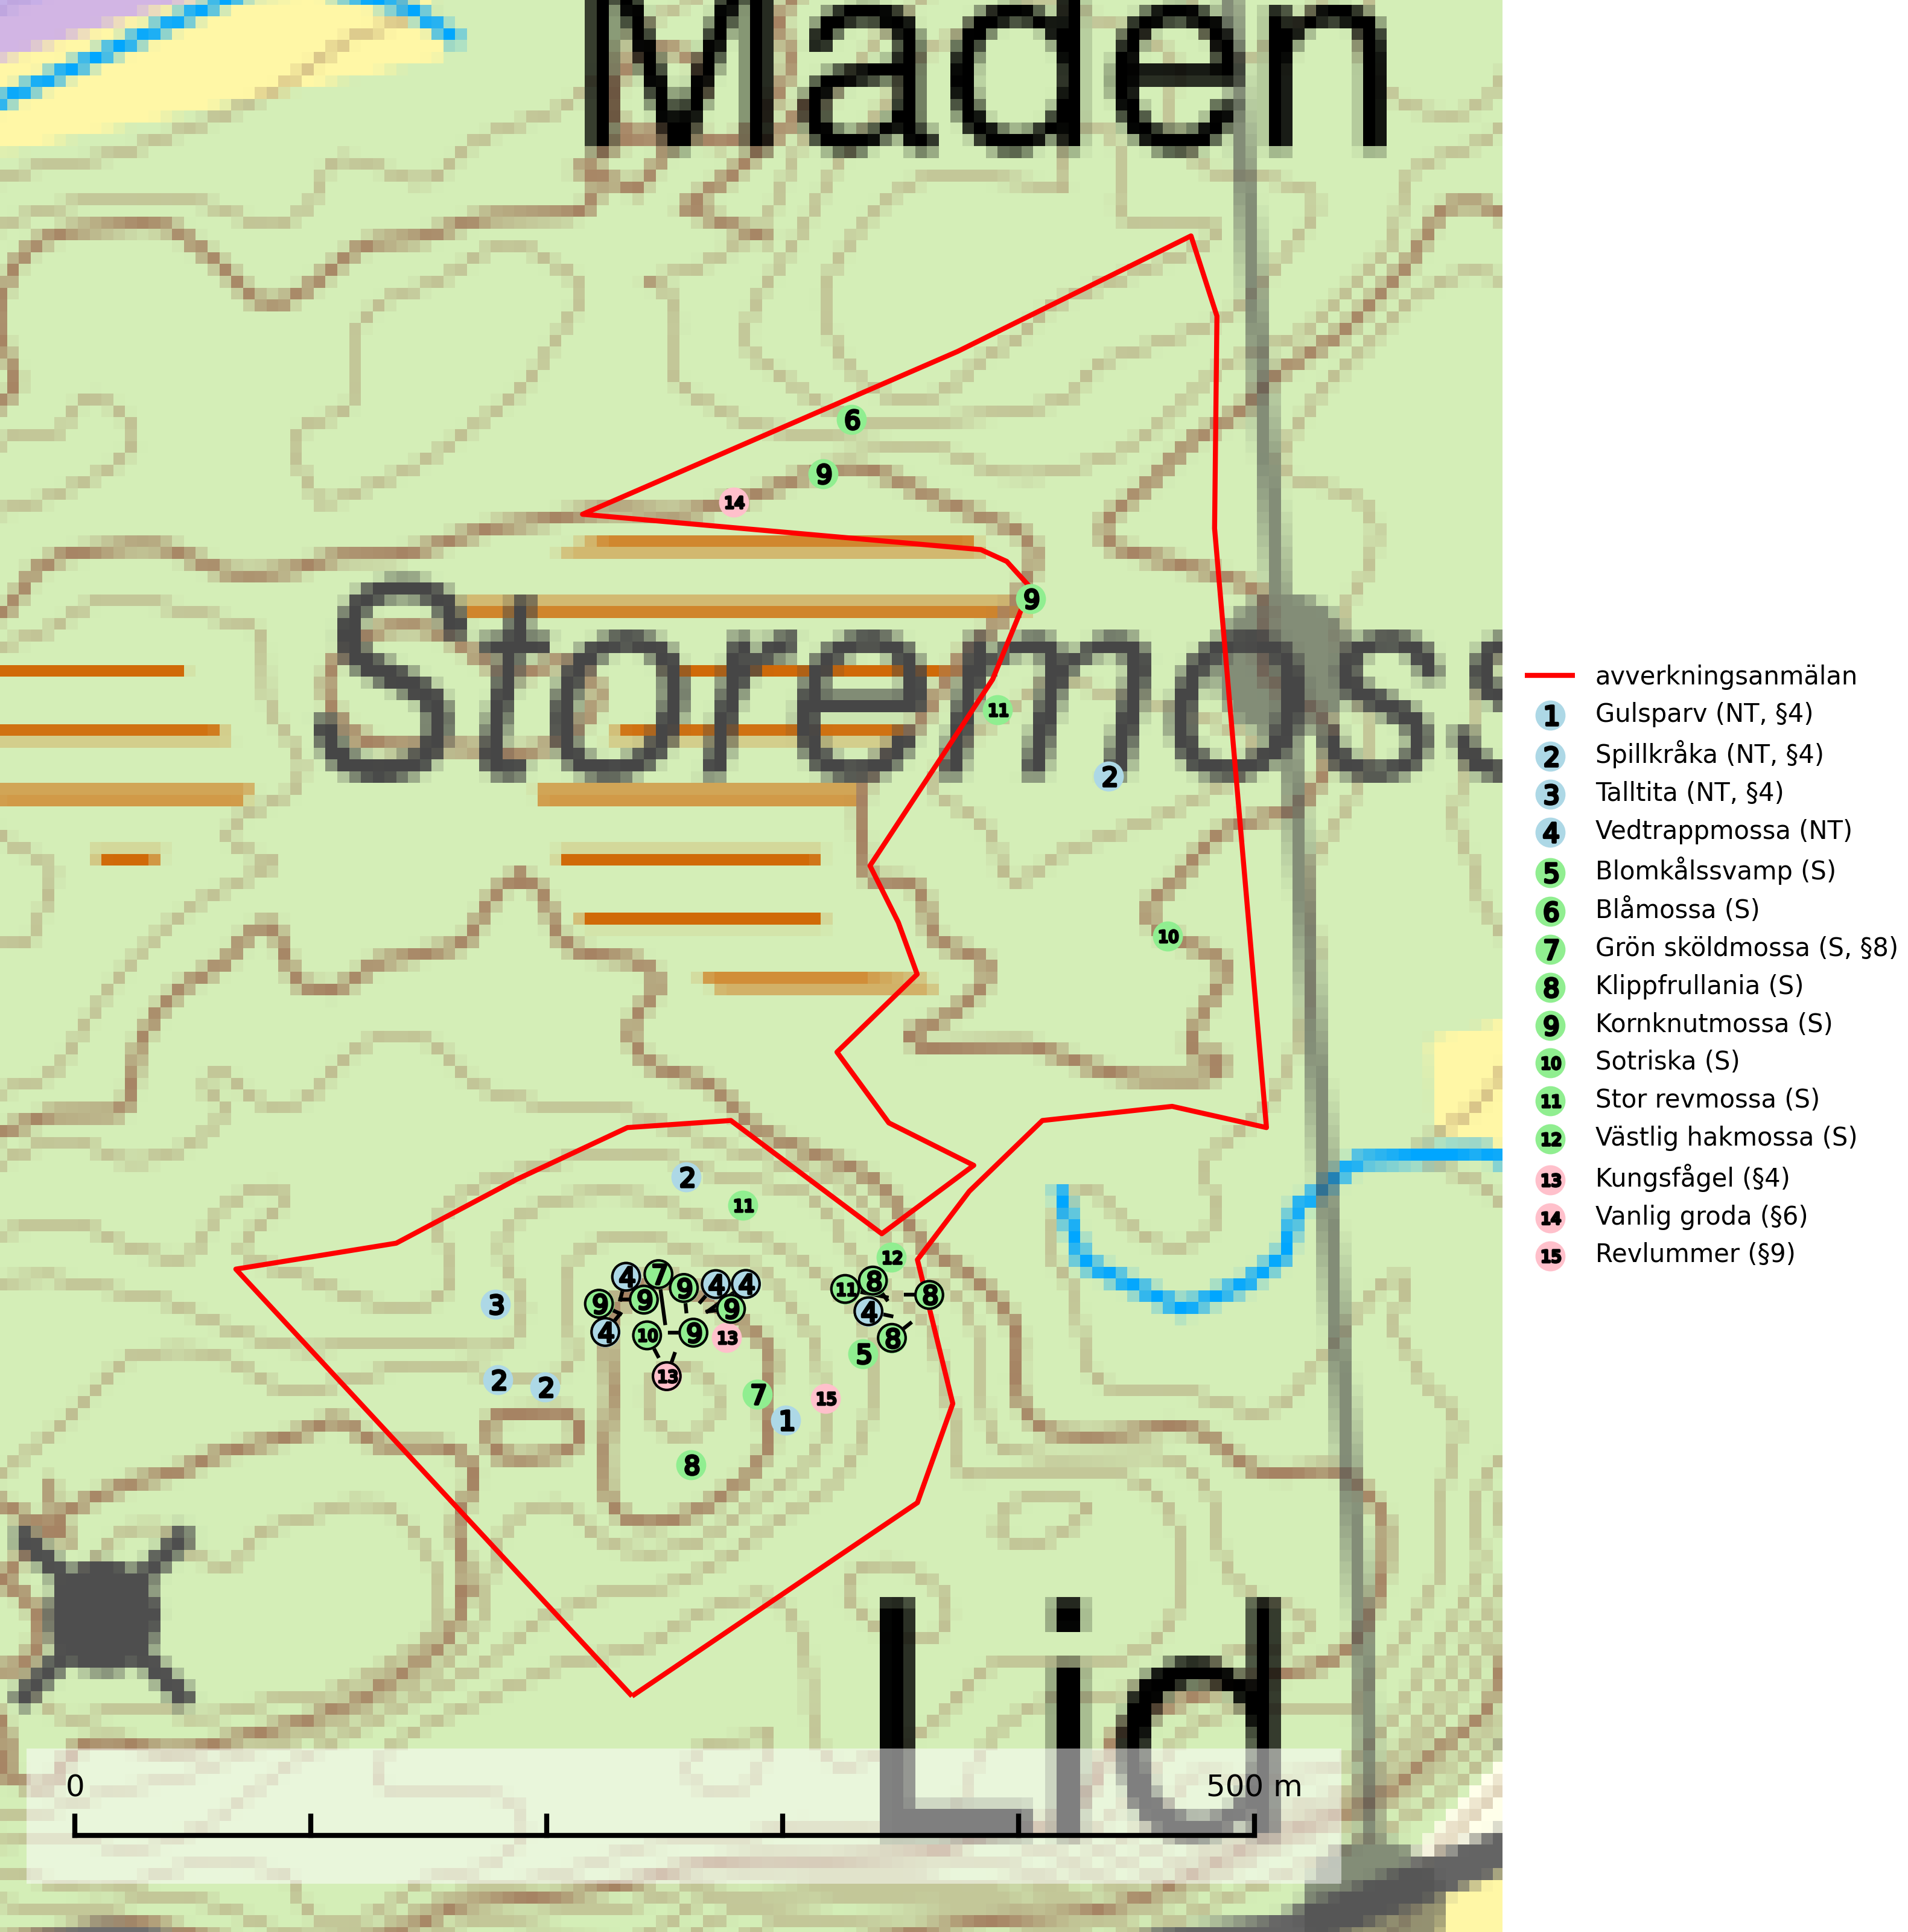 Maden
6
9
14
Storemoss
9
11
2
10
2
11
12
4 7 9 4 4
9 9 9
3
4 10 9 13
13
11 8 8
4
8
5
2 2
7 15
1
8
Lid
0 500 m
avverkningsanmälan
1 Gulsparv (NT, §4)
2 Spillkråka (NT, §4)
3 Talltita (NT, §4)
4 Vedtrappmossa (NT)
5 Blomkålssvamp (S)
6 Blåmossa (S)
7 Grön sköldmossa (S, §8)
8 Klippfrullania (S)
9 Kornknutmossa (S)
10 Sotriska (S)
11 Stor revmossa (S)
12 Västlig hakmossa (S)
13 Kungsfågel (§4)
14 Vanlig groda (§6)
15 Revlummer (§9)